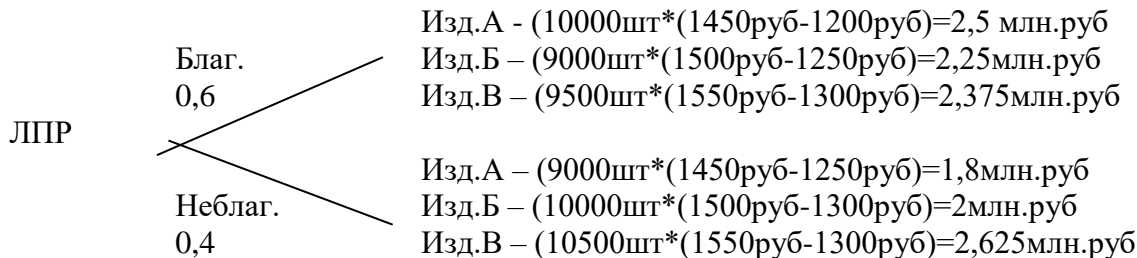 Изд.А - (10000шт*(1450руб-1200руб)=2,5 млн.руб
Благ. Изд.Б – (9000шт*(1500руб-1250руб)=2,25млн.руб
0,6 Изд.В – (9500шт*(1550руб-1300руб)=2,375млн.руб
ЛПР
Изд.А – (9000шт*(1450руб-1250руб)=1,8млн.руб
Неблаг. Изд.Б – (10000шт*(1500руб-1300руб)=2млн.руб
0,4 Изд.В – (10500шт*(1550руб-1300руб)=2,625млн.руб